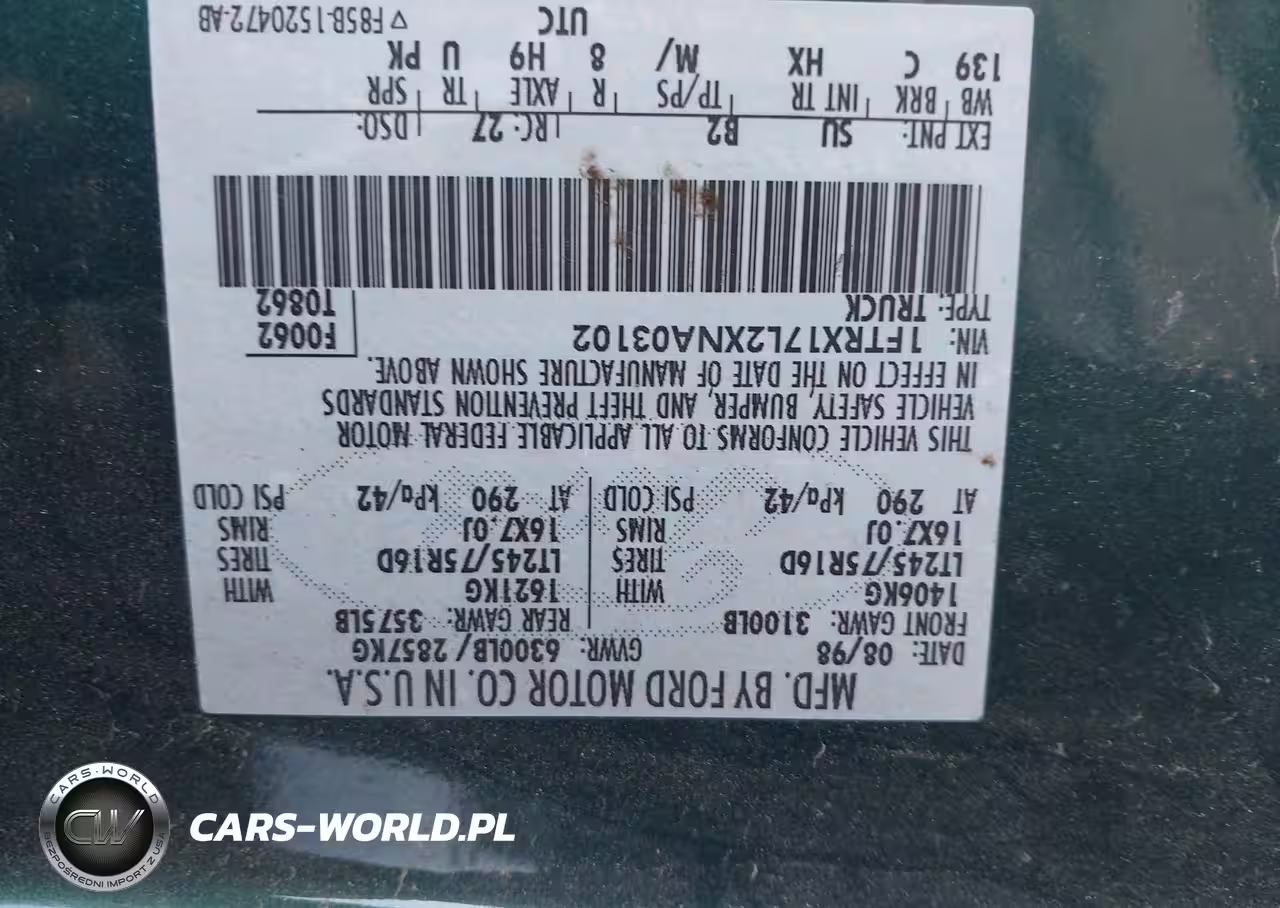 MFD. BY FORD MOTOR CO. IN U.S.A.
DATE: 08/98 GVWR: 6300LB/ 2857KG
FRONT GAWR: 3100LB REAR GAWR: 3575LB
1406KG WITH 1621KG WITH
LT245/75R16D TIRES LT245/75R16D TIRES
16X7.0J RIMS 16X7.0J RIMS
AT 290 kPa/42 PSI COLD AT 290 kPa/42 PSI COLD
THIS VEHICLE CONFORMS TO ALL APPLICABLE FEDERAL MOTOR
VEHICLE SAFETY, BUMPER, AND THEFT PREVENTION STANDARDS
IN EFFECT ON THE DATE OF MANUFACTURE SHOWN ABOVE.
VIN: 1FTRX17L2XNA03102 F0062
TYPE: TRUCK T0862
EXT PNT: SU B2 RC: 27 DSO:
WB BRK INT TR TP/PS R AXLE TR SPR
139 C HX M/ 8 H9 U PK
UTC ▽ F85B-1520472-AB
CARS-WORLD
CW
BEZPOŚREDNI IMPORT Z USA
CARS-WORLD.PL